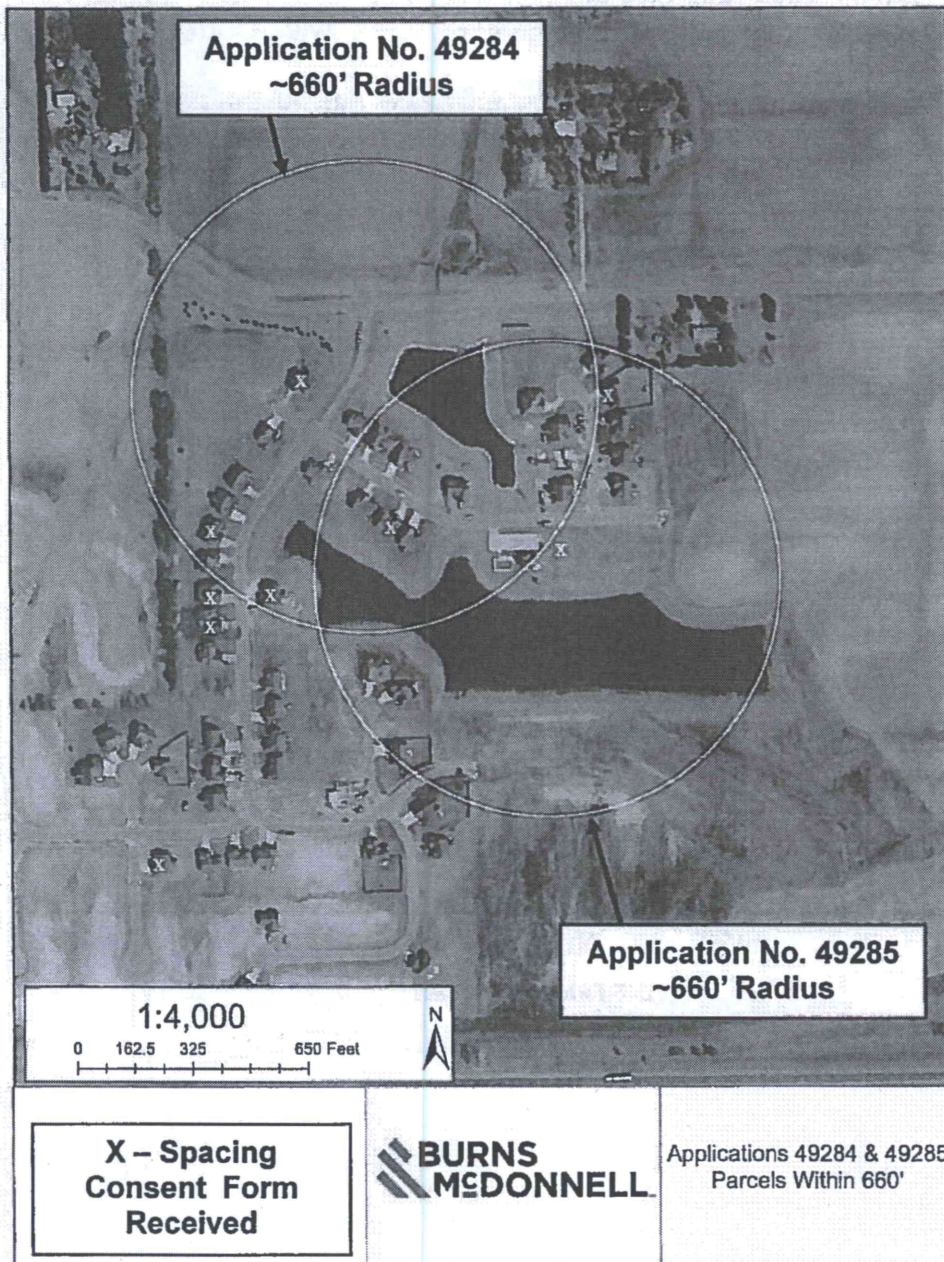 Application No. 49284
~660' Radius
X
X
X
X
X
X
X
X
X
X
Application No. 49285
~660' Radius
1:4,000
0 162.5 325 650 Feet
N
X – Spacing
Consent Form
Received
BURNS
MCDONNELL
Applications 49284 & 49285
Parcels Within 660'